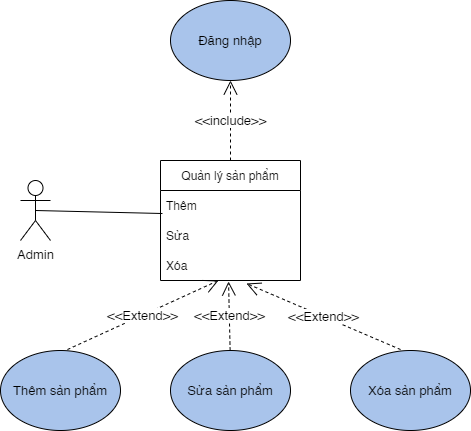 Đăng nhập
<<include>>
Quản lý sản phẩm
Thêm
Sửa
Xóa
Admin
<<Extend>>
<<Extend>>
<<Extend>>
Thêm sản phẩm
Sửa sản phẩm
Xóa sản phẩm